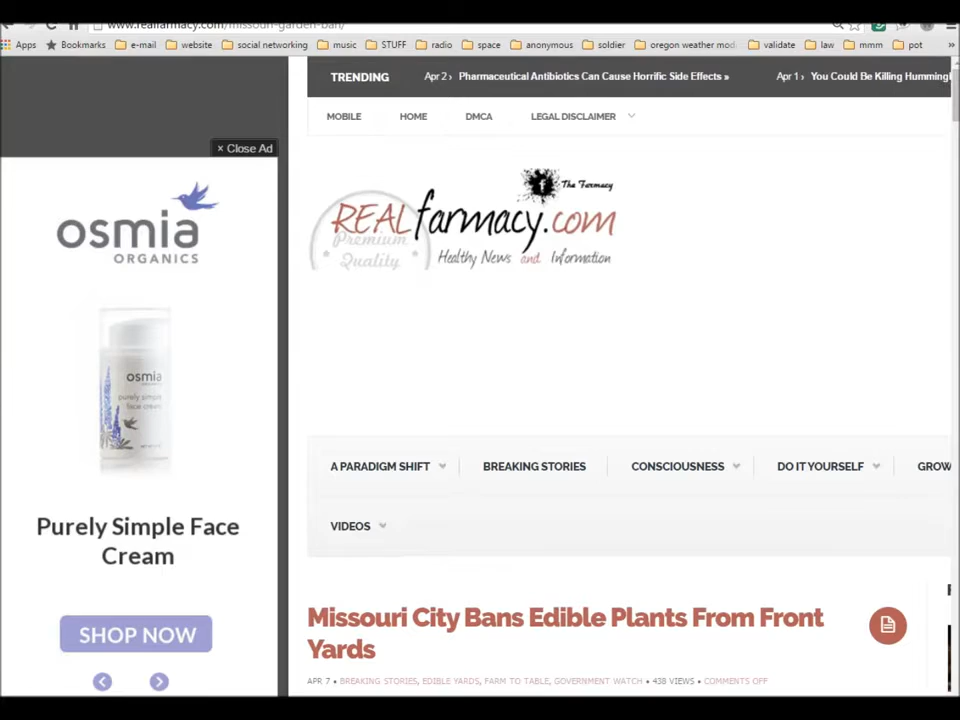 www.realfarmacy.com/missouri-garden-ban/
Apps Bookmarks e-mail website social networking music STUFF radio space anonymous soldier oregon weather mod validate law mmm pot »
TRENDING Apr 2 › Pharmaceutical Antibiotics Can Cause Horrific Side Effects » Apr 1 › You Could Be Killing Hummingb
MOBILE HOME DMCA LEGAL DISCLAIMER
× Close Ad
osmia
ORGANICS
f The Farmacy
REALfarmacy.com
Premium
Quality
Healthy News and Information
osmia
purely simple
face cream
A PARADIGM SHIFT BREAKING STORIES CONSCIOUSNESS DO IT YOURSELF GROW
VIDEOS
Purely Simple Face
Cream
SHOP NOW
Missouri City Bans Edible Plants From Front
Yards
APR 7 • BREAKING STORIES, EDIBLE YARDS, FARM TO TABLE, GOVERNMENT WATCH • 438 VIEWS • COMMENTS OFF